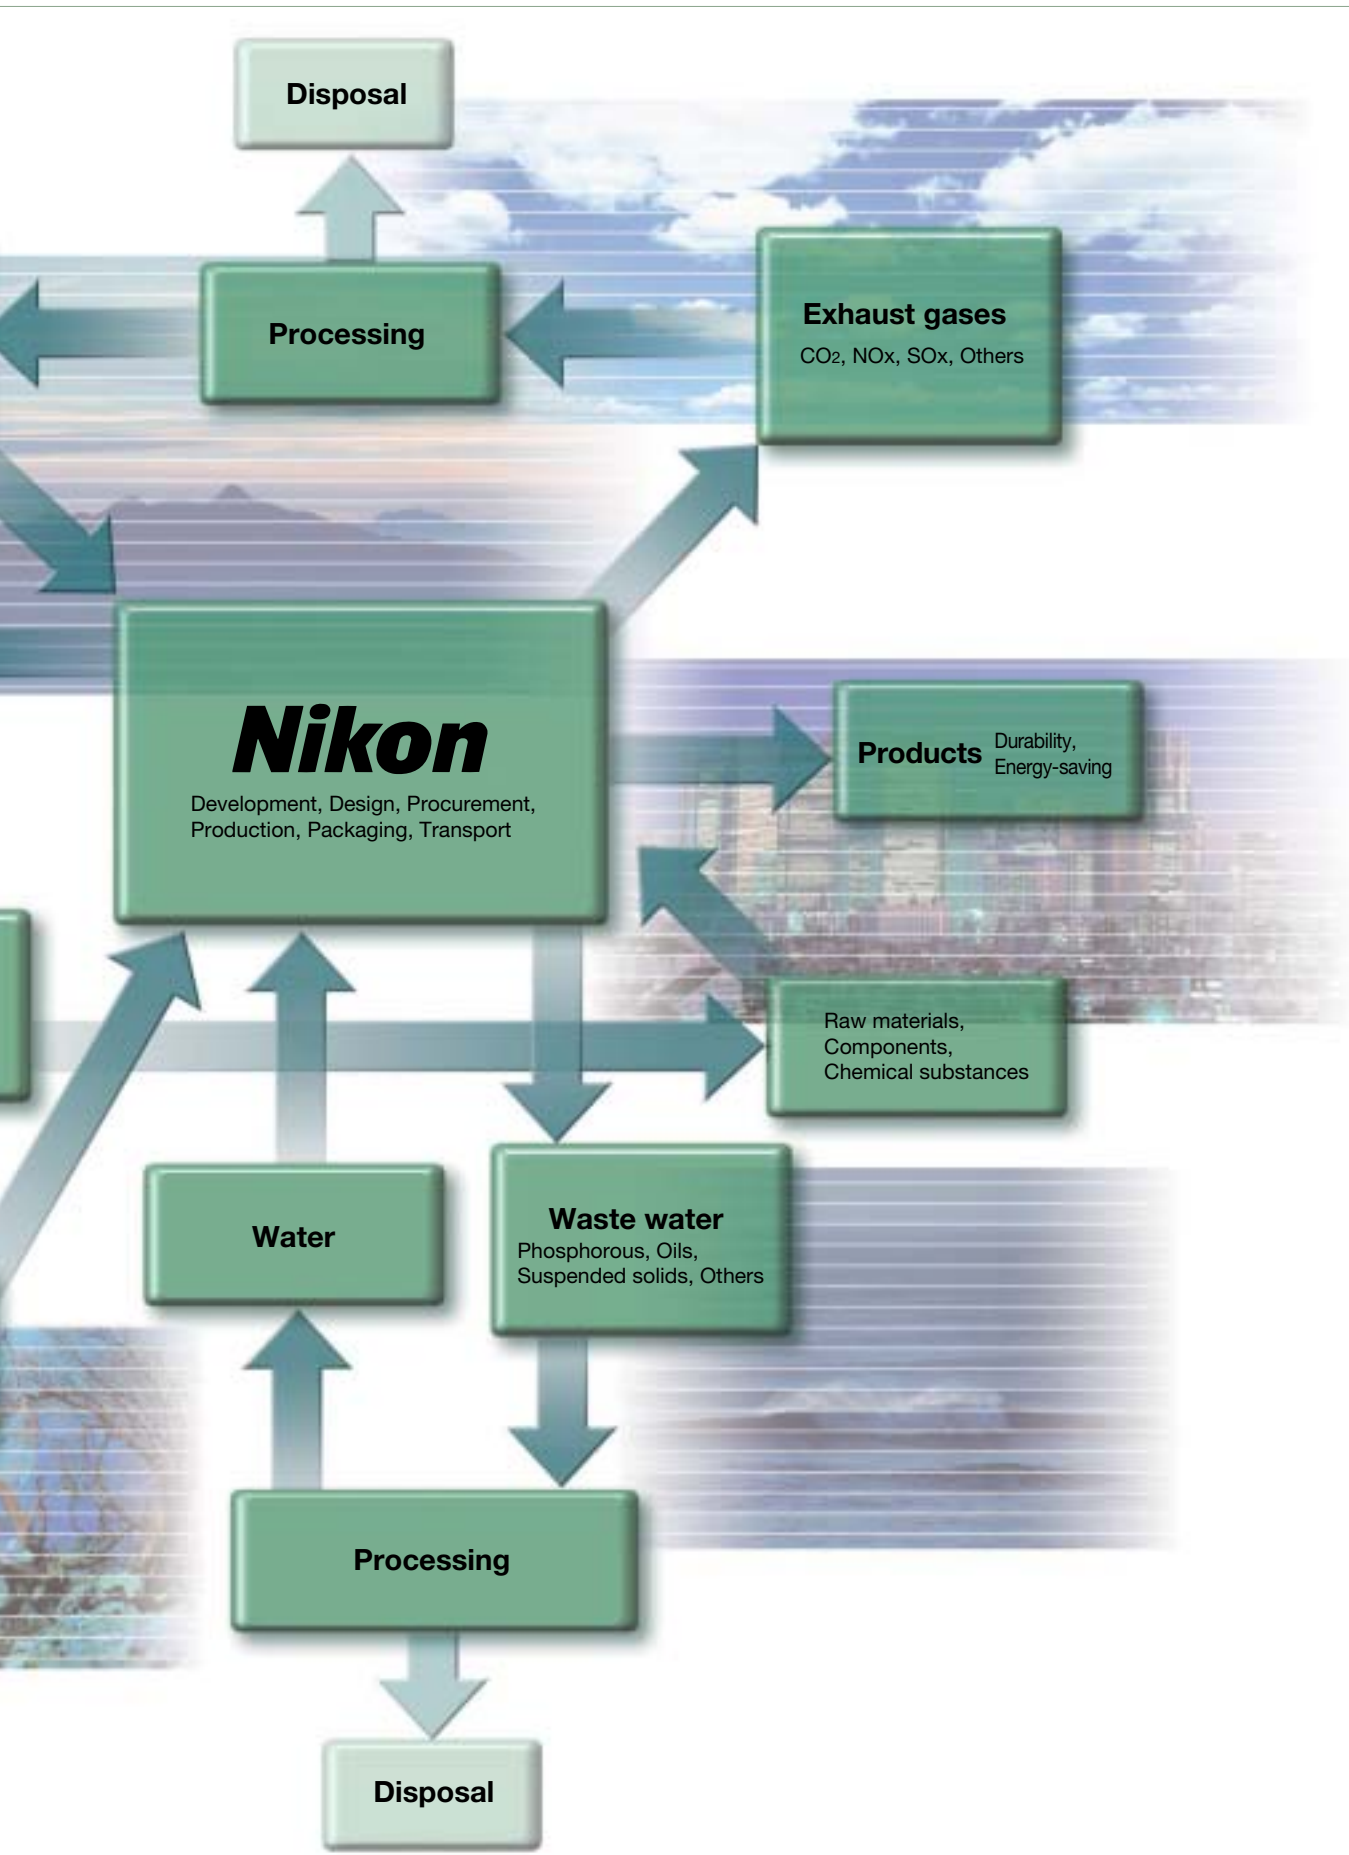 Disposal
Processing
Exhaust gases
CO2, NOx, SOx, Others
Nikon
Development, Design, Procurement,
Production, Packaging, Transport
Products
Durability,
Energy-saving
Raw materials,
Components,
Chemical substances
Water
Waste water
Phosphorous, Oils,
Suspended solids, Others
Processing
Disposal